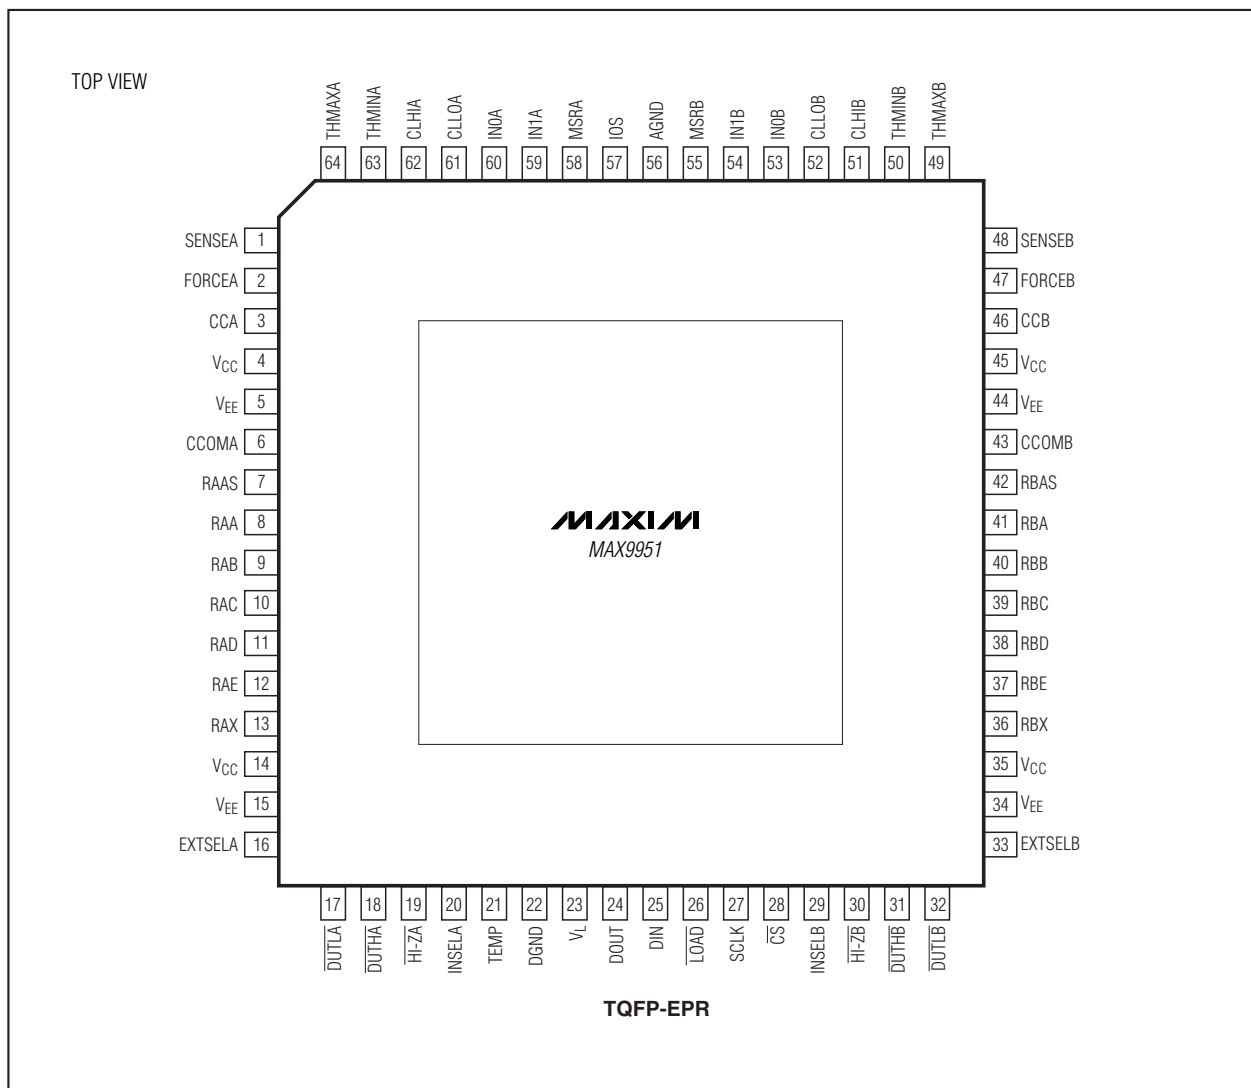 TOP VIEW
THMAXA THMINA CLHIA CLLOA IN0A IN1A MSRA IOS AGND MSRB IN1B IN0B CLLOB CLHIB THMINB THMAXB
64 63 62 61 60 59 58 57 56 55 54 53 52 51 50 49
SENSEA 1 48 SENSEB
FORCEA 2 47 FORCEB
CCA 3 46 CCB
VCC 4 45 VCC
VEE 5 44 VEE
CCOMA 6 43 CCOMB
RAAS 7 42 RBAS
RAA 8 41 RBA
MAXIM
MAX9951
RAB 9 40 RBB
RAC 10 39 RBC
RAD 11 38 RBD
RAE 12 37 RBE
RAX 13 36 RBX
VCC 14 35 VCC
VEE 15 34 VEE
EXTSELA 16 33 EXTSELB
17 18 19 20 21 22 23 24 25 26 27 28 29 30 31 32
DUTLA DUTHA HI-ZA INSELA TEMP DGND VL DOUT DIN LOAD SCLK CS INSELB HI-ZB DUTHB DUTLB
TQFP-EPR